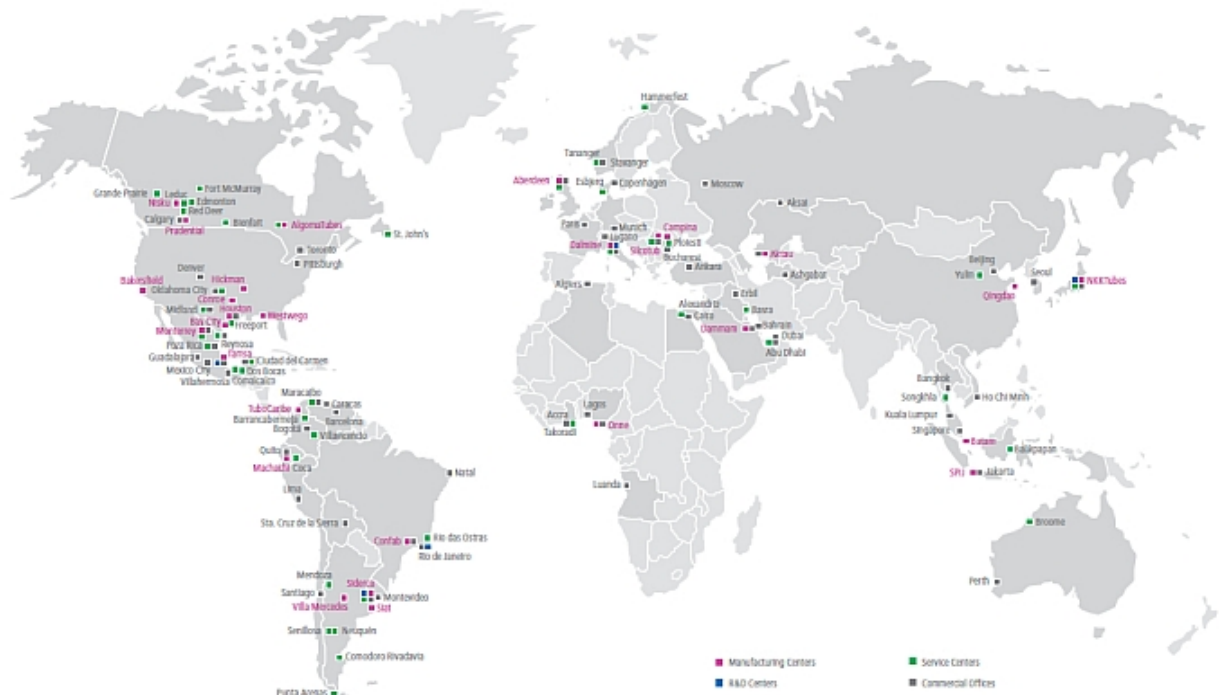 Hammerfest
Tananger
Stavanger
Aberdeen
Esbjerg
Copenhagen
Moscow
Grande Prairie
Leduc
Fort McMurray
Nisku
Edmonton
Red Deer
Calgary
Prudential
Bienfait
AlgomaTubes
St. John's
Aksai
Paris
Munich
Lugano
Campina
Dalmine
Silcotub
Ploiesti
Bucharest
Toronto
Pittsburgh
Denver
Ankara
Aktau
Ashgabat
Beijing
Yulin
Seoul
NKKTubes
Qingdao
Bakersfield
Hickman
Oklahoma City
Conroe
Midland
Houston
Westwego
Bay City
Freeport
Monterrey
Poza Rica
Reynosa
Algiers
Erbil
Alexandria
Cairo
Basra
Dammam
Bahrain
Dubai
Abu Dhabi
Guadalajara
Tamsa
Ciudad del Carmen
Mexico City
Dos Bocas
Villahermosa
Comalcalco
Bangkok
Songkhla
Ho Chi Minh
Kuala Lumpur
Singapore
Batam
Balikpapan
SPIJ
Jakarta
Maracaibo
Caracas
TuboCaribe
Barrancabermeja
Barcelona
Bogotá
Villavicencio
Lagos
Accra
Takoradi
Onne
Quito
Machachi
Coca
Natal
Luanda
Lima
Sta. Cruz de la Sierra
Confab
Rio das Ostras
Rio de Janeiro
Broome
Perth
Mendoza
Siderca
Santiago
Montevideo
Villa Mercedes
Siat
Senillosa
Neuquén
Comodoro Rivadavia
Punta Arenas
Manufacturing Centers
Service Centers
R&D Centers
Commercial Offices